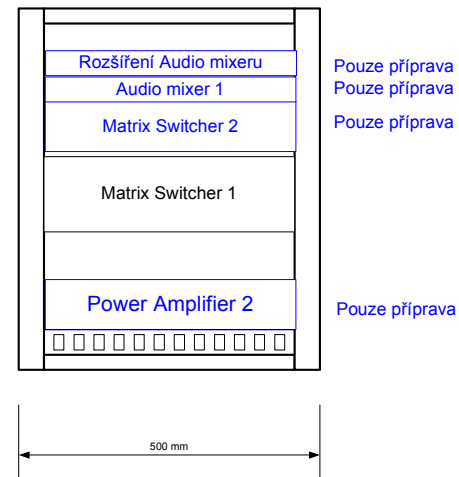 Rozšíření Audio mixeru Pouze příprava
Audio mixer 1 Pouze příprava
Matrix Switcher 2 Pouze příprava
Matrix Switcher 1
Power Amplifier 2 Pouze příprava
500 mm